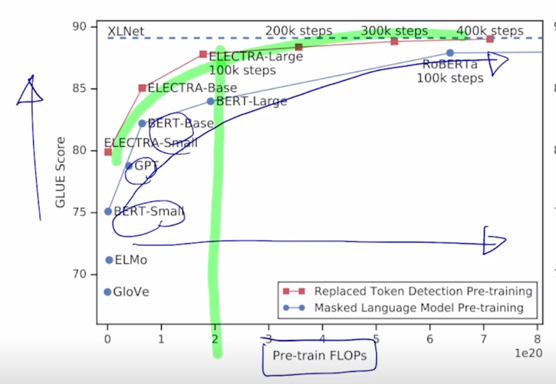 90
XLNet
200k steps
300k steps
400k steps
ELECTRA-Large
100k steps
RoBERTa
100k steps
85
ELECTRA-Base
BERT-Large
BERT-Base
80
ELECTRA-Small
GPT
75
BERT-Small
70
ELMo
GloVe
GLUE Score
Replaced Token Detection Pre-training
Masked Language Model Pre-training
0 1 2 3 4 5 6 7 8
1e20
Pre-train FLOPs